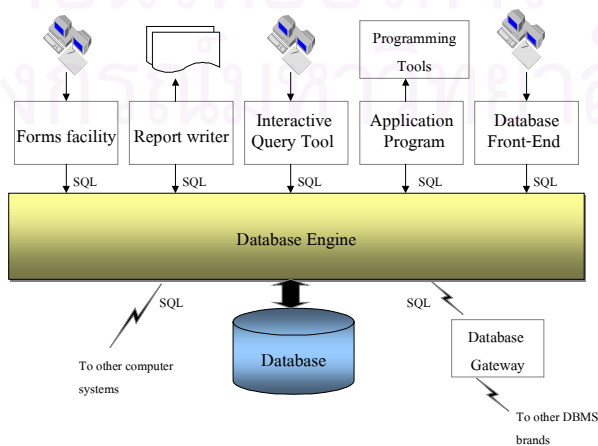 Programming
Tools
Forms facility
Report writer
Interactive
Query Tool
Application
Program
Database
Front-End
SQL
SQL
SQL
SQL
SQL
Database Engine
SQL
SQL
Database
Database
Gateway
To other computer
systems
To other DBMS
brands